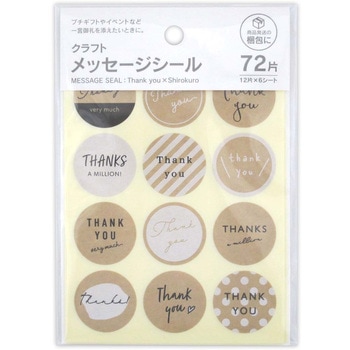 プチギフトやイベントなど
一言御礼を添えたいときに。
商品発送の
梱包に
クラフト
メッセージシール
72片
MESSAGE SEAL : Thank you×Shirokuro
12片×6シート
very much
Thank
you
THANK
YOU
THANKS
A MILLION!
Thank
you
thank
you
THANK
YOU
very much
Thank
you
THANKS
a million
Thanks!
Thank
you
THANK
YOU